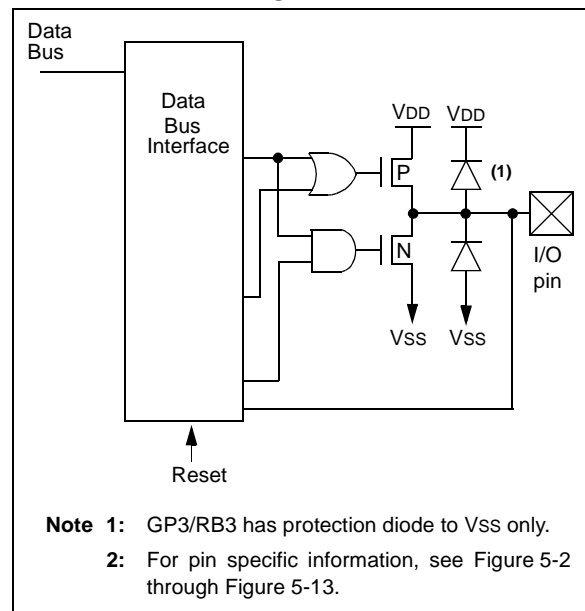 Data
Bus
Data
Bus
Interface
VDD
VDD
P
(1)
N
I/O
pin
VSS
VSS
Reset
Note 1: GP3/RB3 has protection diode to VSS only.
2: For pin specific information, see Figure 5-2
through Figure 5-13.